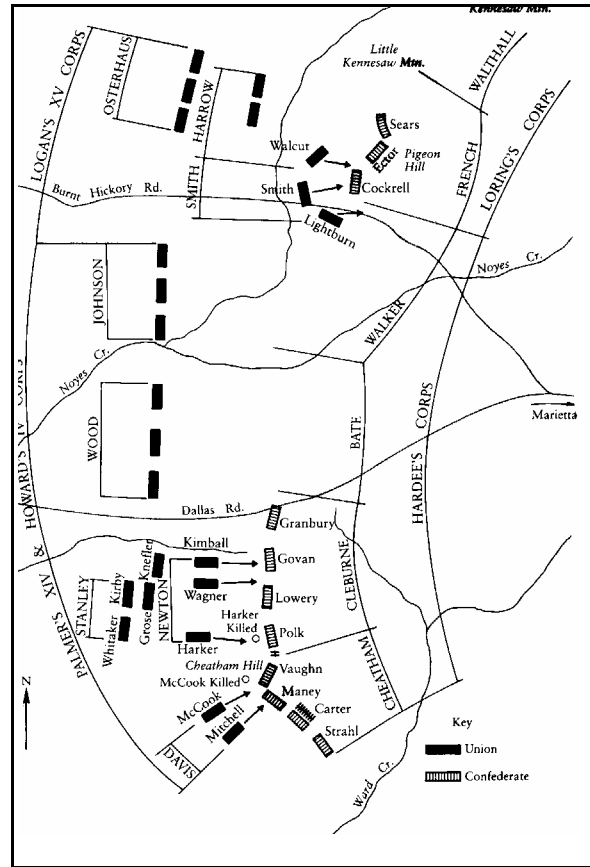 Kennesaw Mtn.
Little
Kennesaw Mtn.
WALTHALL
LOGAN'S XV CORPS
OSTERHAUS
HARROW
Sears
Walcut
Ector
Pigeon
Hill
FRENCH
LORING'S CORPS
SMITH
Smith
Cockrell
Burnt Hickory Rd.
Lightburn
JOHNSON
Noyes Cr.
WALKER
Noyes Cr.
Marietta
WOOD
BATE
HARDEE'S CORPS
PALMER'S XIV & HOWARD'S IV CORPS
Dallas Rd.
Granbury
Kimball
Knefler
Govan
CLEBURNE
STANLEY
Kirby
Wagner
Lowery
Whitaker
Grose
NEWTON
Harker
Killed
Polk
Harker
Cheatham Hill
Vaughn
CHEATHAM
McCook Killed
Maney
N
McCook
Carter
Mitchell
Strahl
DAVIS
Key
Union
Confederate
Ward Cr.